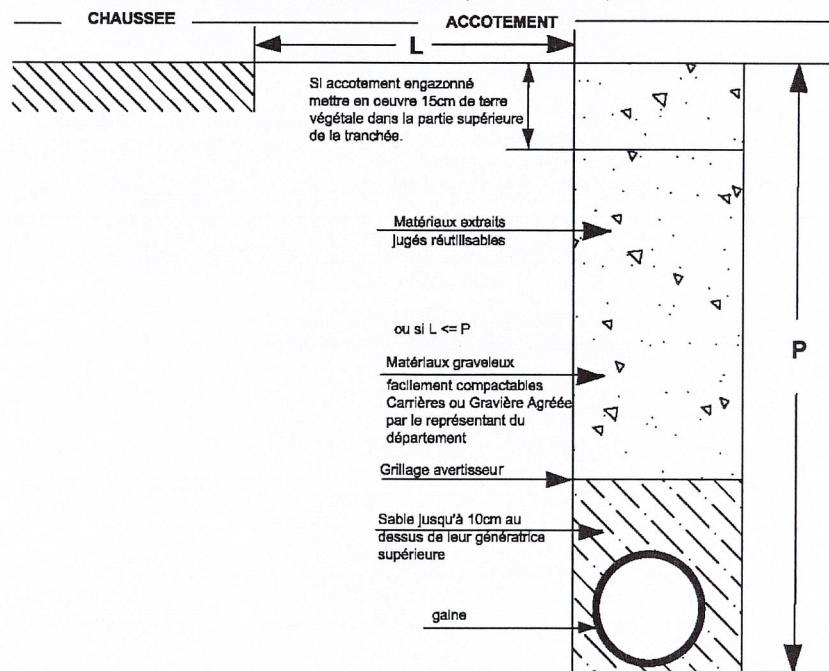 CHAUSSEE
ACCOTEMENT
L
Si accotement engazonné
mettre en oeuvre 15cm de terre
végétale dans la partie supérieure
de la tranchée.
Matériaux extraits
jugés réutilisables
ou si L <= P
P
Matériaux graveleux
facilement compactables
Carrières ou Gravière Agréée
par le représentant du
département
Grillage avertisseur
Sable jusqu'à 10cm au
dessus de leur génératrice
supérieure
gaine